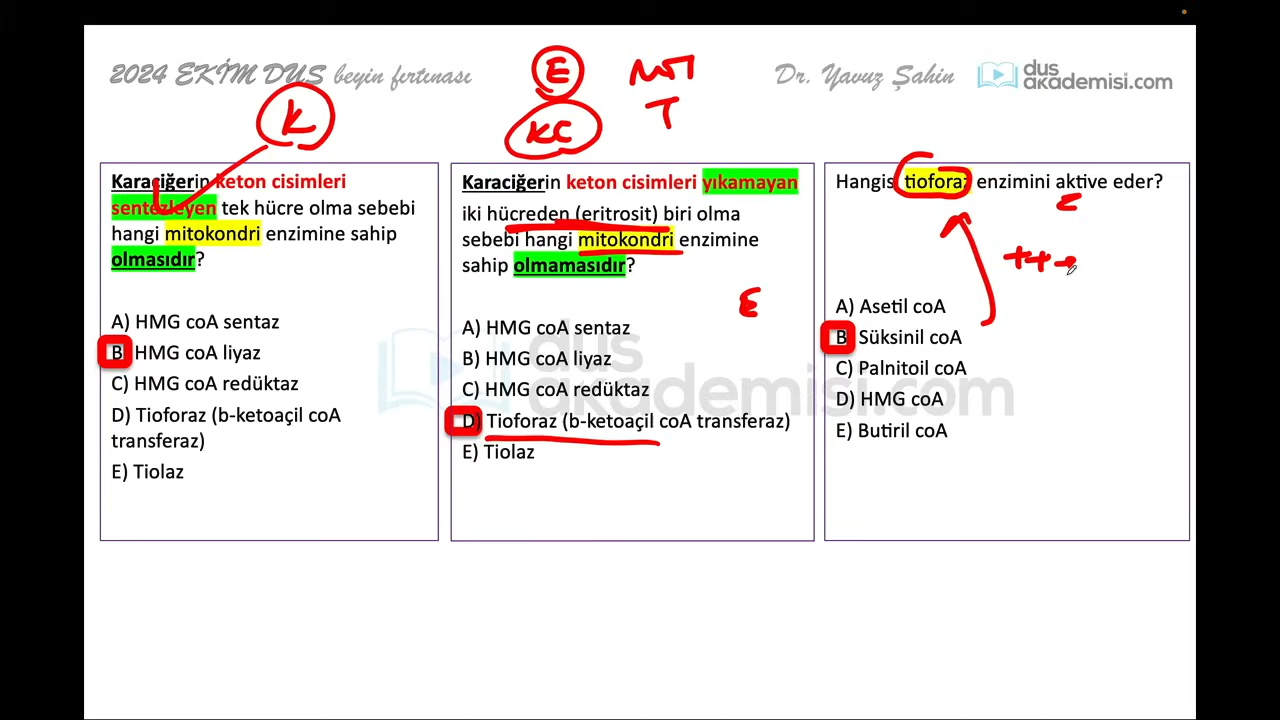 2024 EKİM DUS beyin fırtınası
Dr. Yavuz Şahin
dus
akademisi.com
E
MT
T
K
KC
Karaciğerin keton cisimleri
sentezleyen tek hücre olma sebebi
hangi mitokondri enzimine sahip
olmasıdır?
A) HMG coA sentaz
B) HMG coA liyaz
C) HMG coA redüktaz
D) Tioforaz (b-ketoaçil coA
transferaz)
E) Tiolaz
Karaciğerin keton cisimleri yıkamayan
iki hücreden (eritrosit) biri olma
sebebi hangi mitokondri enzimine
sahip olmamasıdır?
E
A) HMG coA sentaz
B) HMG coA liyaz
C) HMG coA redüktaz
D) Tioforaz (b-ketoaçil coA transferaz)
E) Tiolaz
Hangisi tioforaz enzimini aktive eder?
+++
A) Asetil coA
B) Süksinil coA
C) Palnitoil coA
D) HMG coA
E) Butiril coA
dus
akademisi.com